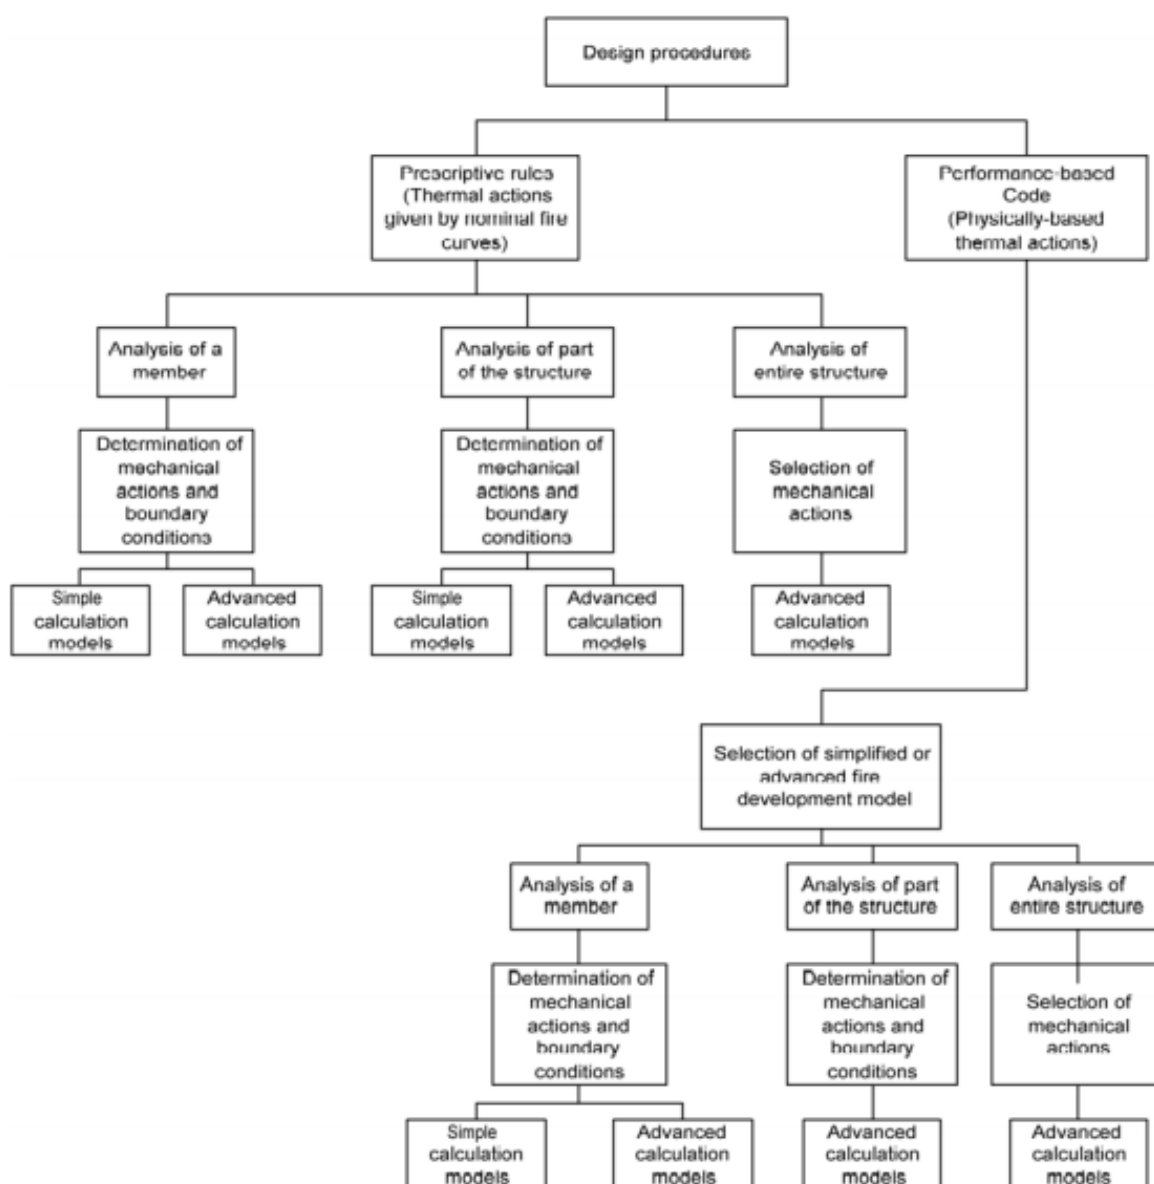 Design procedures
Prescriptive rules
(Thermal actions
given by nominal fire
curves)
Performance-based
Code
(Physically-based
thermal actions)
Analysis of a
member
Analysis of part
of the structure
Analysis of
entire structure
Determination of
mechanical
actions and
boundary
conditions
Determination of
mechanical
actions and
boundary
conditions
Selection of
mechanical
actions
Simple
calculation
models
Advanced
calculation
models
Simple
calculation
models
Advanced
calculation
models
Advanced
calculation
models
Selection of simplified or
advanced fire
development model
Analysis of a
member
Analysis of part
of the structure
Analysis of
entire structure
Determination of
mechanical
actions and
boundary
conditions
Determination of
mechanical
actions and
boundary
conditions
Selection of
mechanical
actions
Simple
calculation
models
Advanced
calculation
models
Advanced
calculation
models
Advanced
calculation
models